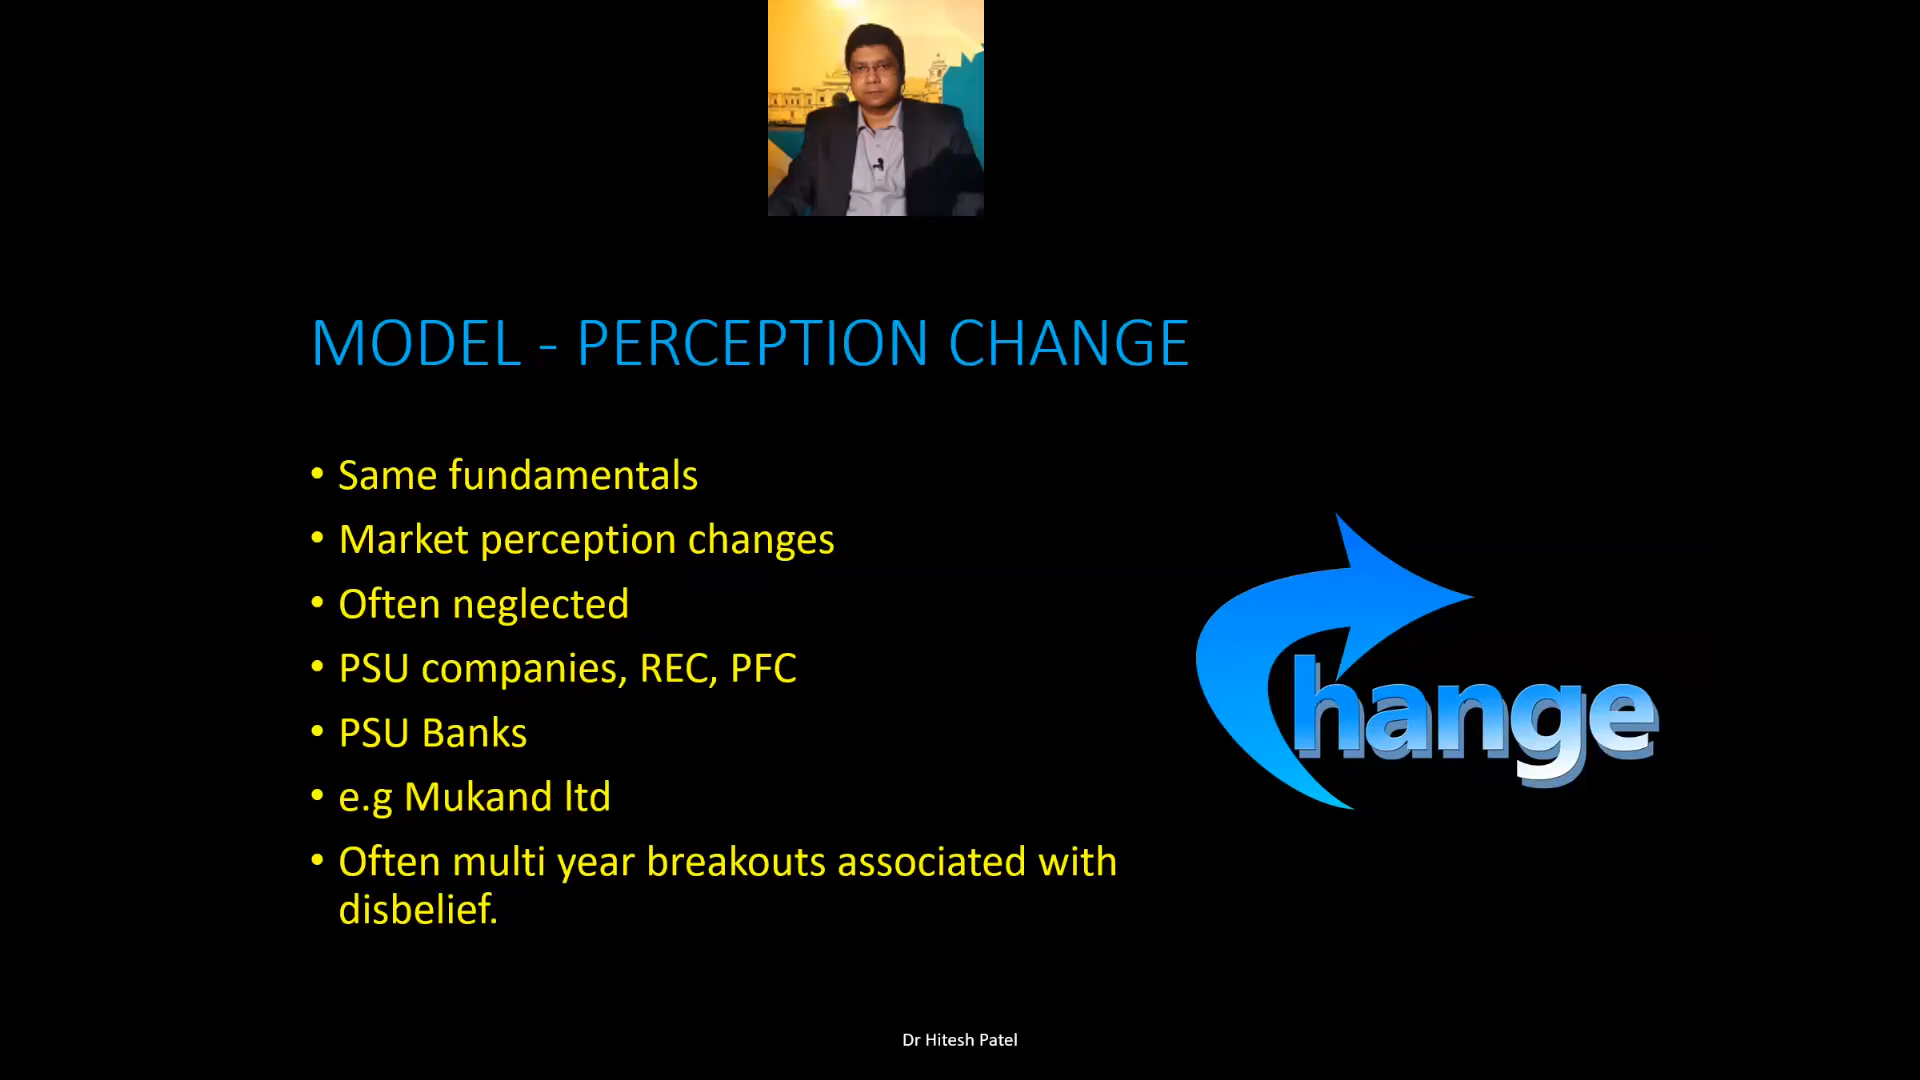 MODEL - PERCEPTION CHANGE
• Same fundamentals
• Market perception changes
• Often neglected
• PSU companies, REC, PFC
• PSU Banks
• e.g Mukand ltd
• Often multi year breakouts associated with
disbelief.
hange
Dr Hitesh Patel